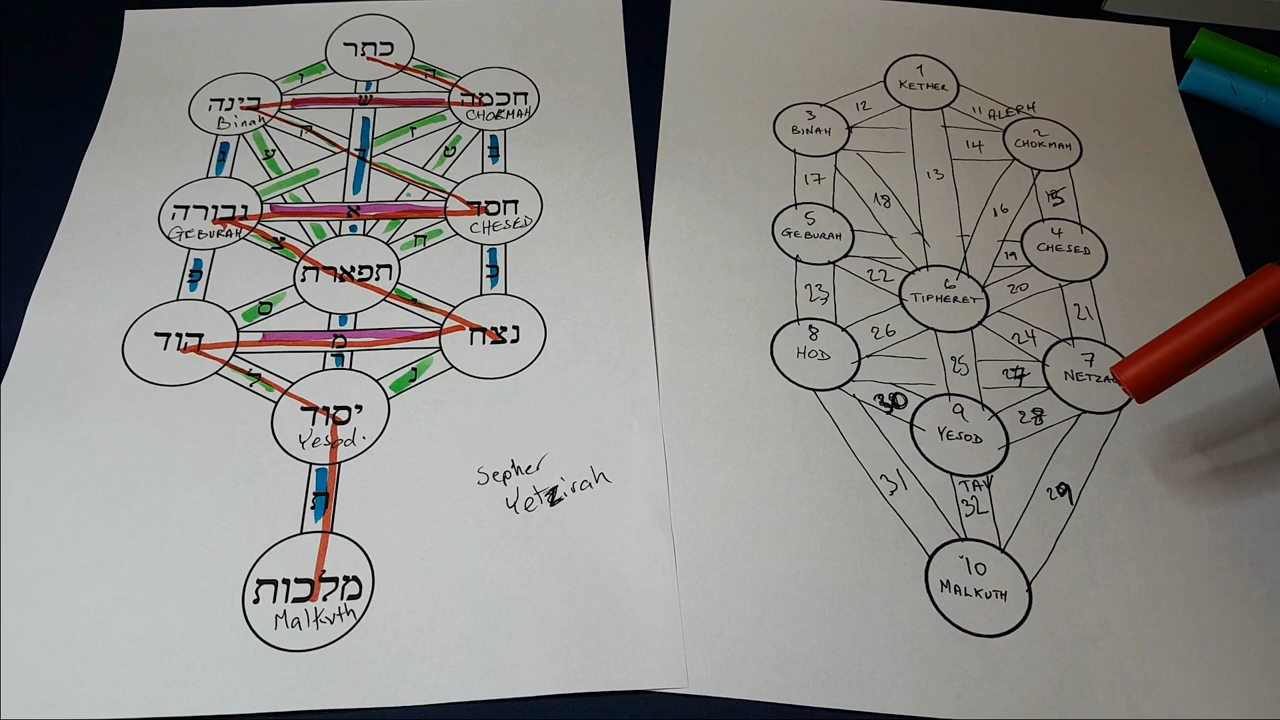 כתר
ו
ה
בינה
Binah
ש
חכמה
CHOKMAH
ז
ד
ב
ג
ע
ט
גבורה
GEBURAH
א
חסד
CHESED
צ
ח
תפארת
פ
כ
ס
י
הוד
מ
נצח
ר
ל
נ
יסוד
Yesod.
Sepher
Yetzirah
ת
מלכות
Malkuth
1
KETHER
12
11 ALEPH
3
BINAH
2
CHOKMAH
14
17
18
13
16
15
5
GEBURAH
4
CHESED
19
22
6
TIPHERET
20
23
21
26
24
8
HOD
25
27
7
NETZAC
30
28
9
YESOD
31
TAV
32
29
10
MALKUTH